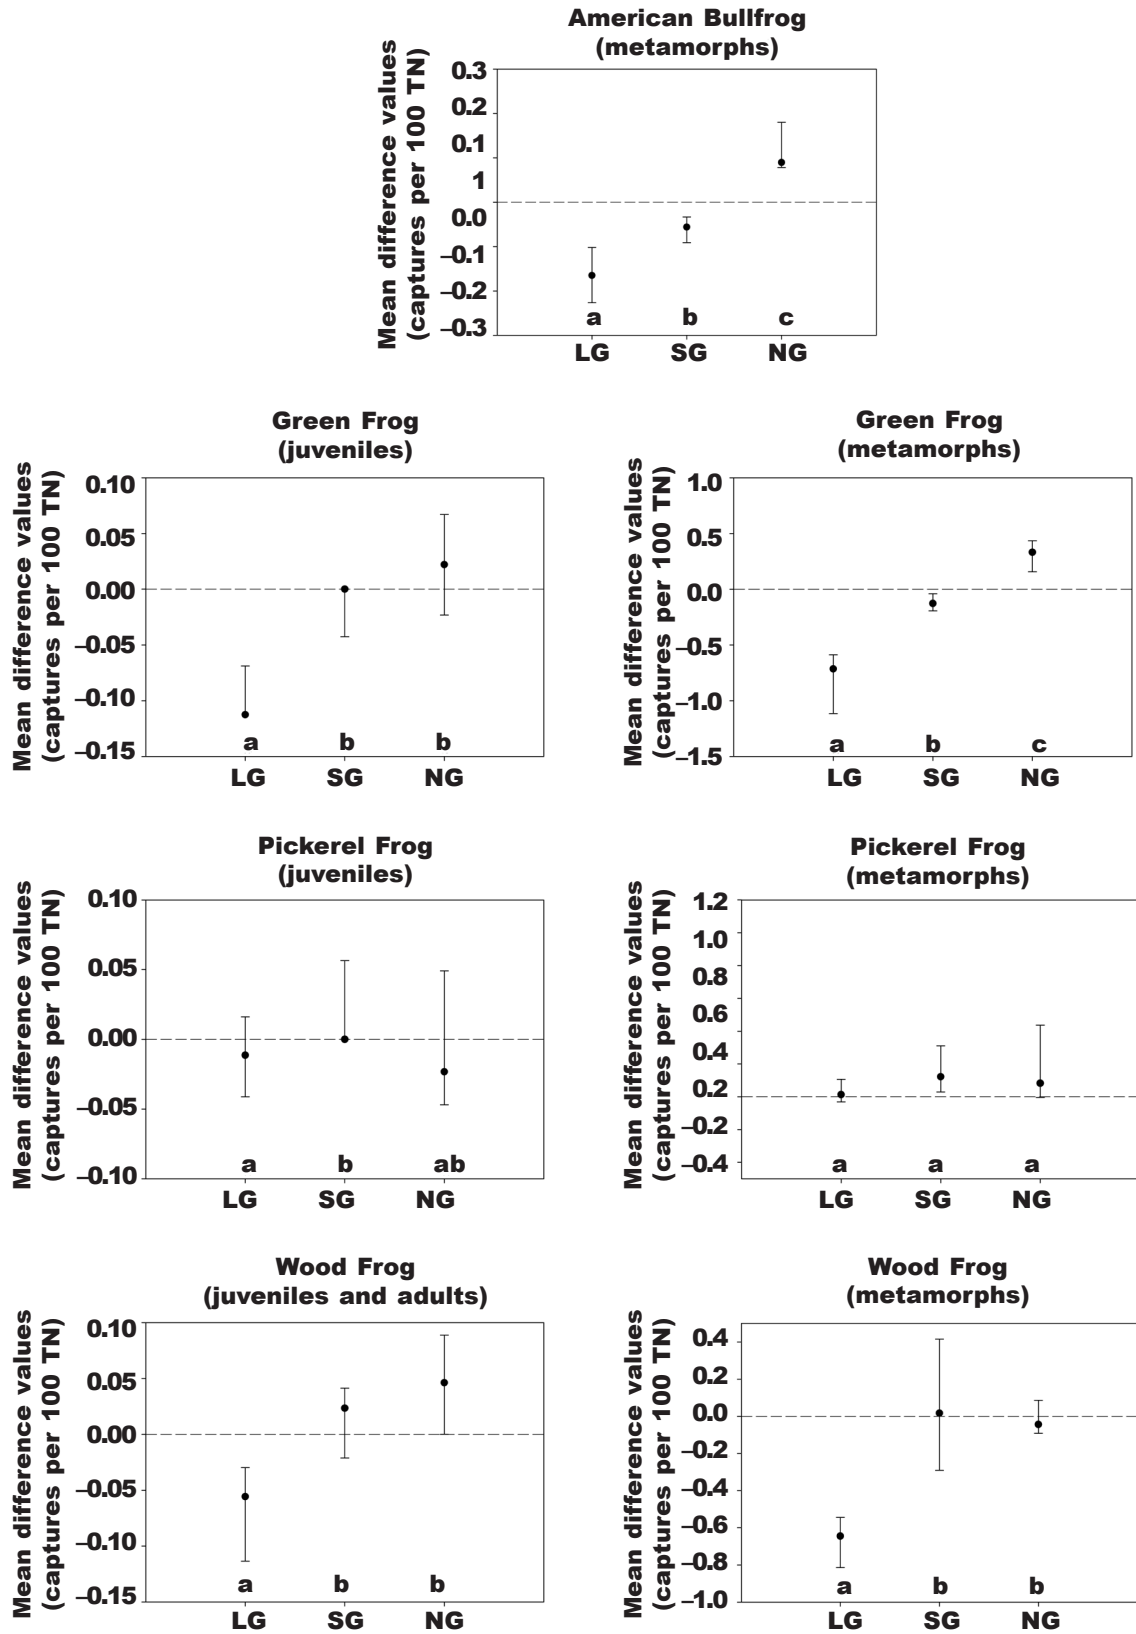 American Bullfrog
(metamorphs)
Mean difference values
(captures per 100 TN)
0.3
0.2
0.1
1
0.0
–0.1
–0.2
–0.3
a b c
LG SG NG
Green Frog
(juveniles)
Mean difference values
(captures per 100 TN)
0.10
0.05
0.00
–0.05
–0.10
–0.15
a b b
LG SG NG
Green Frog
(metamorphs)
Mean difference values
(captures per 100 TN)
1.0
0.5
0.0
–0.5
–1.0
–1.5
a b c
LG SG NG
Pickerel Frog
(juveniles)
Mean difference values
(captures per 100 TN)
0.10
0.05
0.00
–0.05
–0.10
a b ab
LG SG NG
Pickerel Frog
(metamorphs)
Mean difference values
(captures per 100 TN)
1.2
1.0
0.8
0.6
0.4
0.2
–0.2
–0.4
a a a
LG SG NG
Wood Frog
(juveniles and adults)
Mean difference values
(captures per 100 TN)
0.10
0.05
0.00
–0.05
–0.10
–0.15
a b b
LG SG NG
Wood Frog
(metamorphs)
Mean difference values
(captures per 100 TN)
0.4
0.2
0.0
–0.2
–0.4
–0.6
–0.8
–1.0
a b b
LG SG NG